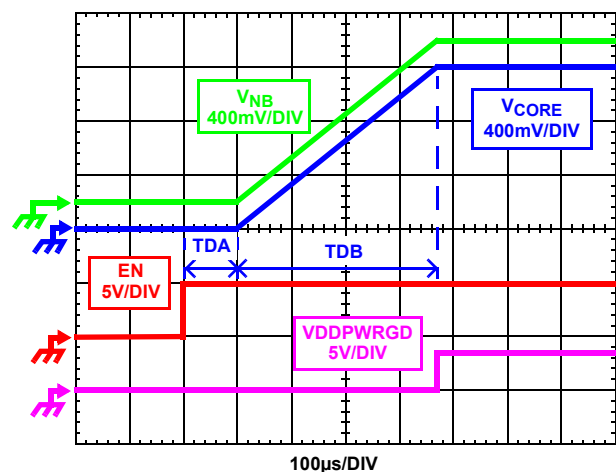 VNB
400mV/DIV
VCORE
400mV/DIV
TDA
TDB
EN
5V/DIV
VDDPWRGD
5V/DIV
100µs/DIV